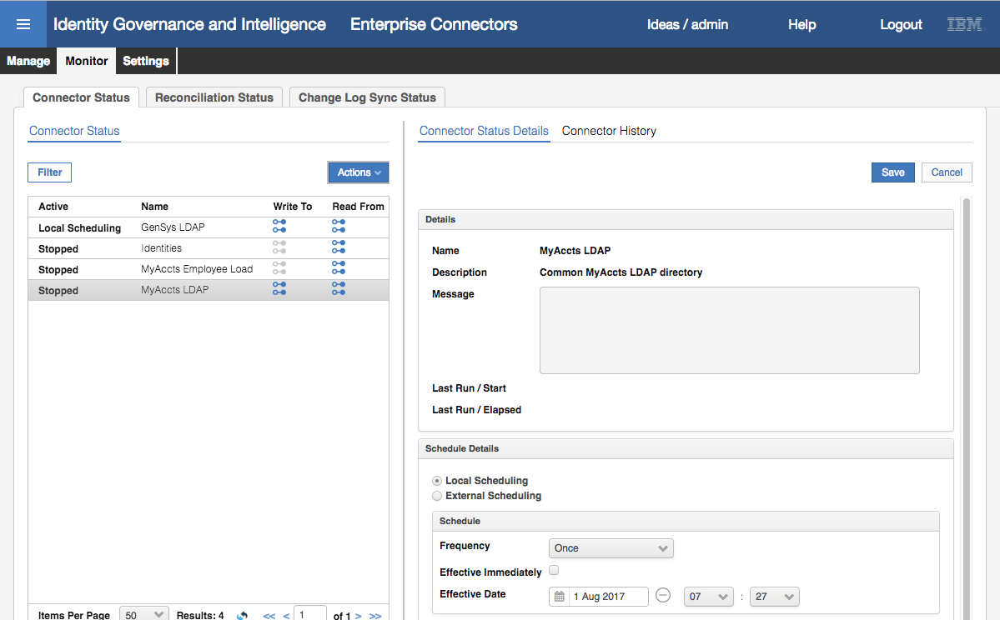 Identity Governance and Intelligence Enterprise Connectors Ideas / admin Help Logout IBM
Manage Monitor Settings
Connector Status Reconciliation Status Change Log Sync Status
Connector Status
Filter Actions
Active Name Write To Read From
Local Scheduling GenSys LDAP
Stopped Identities
Stopped MyAccts Employee Load
Stopped MyAccts LDAP
Items Per Page 50 Results: 4 << < 1 of 1 > >>
Connector Status Details Connector History
Save Cancel
Details
Name MyAccts LDAP
Description Common MyAccts LDAP directory
Message
Last Run / Start
Last Run / Elapsed
Schedule Details
Local Scheduling
External Scheduling
Schedule
Frequency Once
Effective Immediately
Effective Date 1 Aug 2017 07 : 27